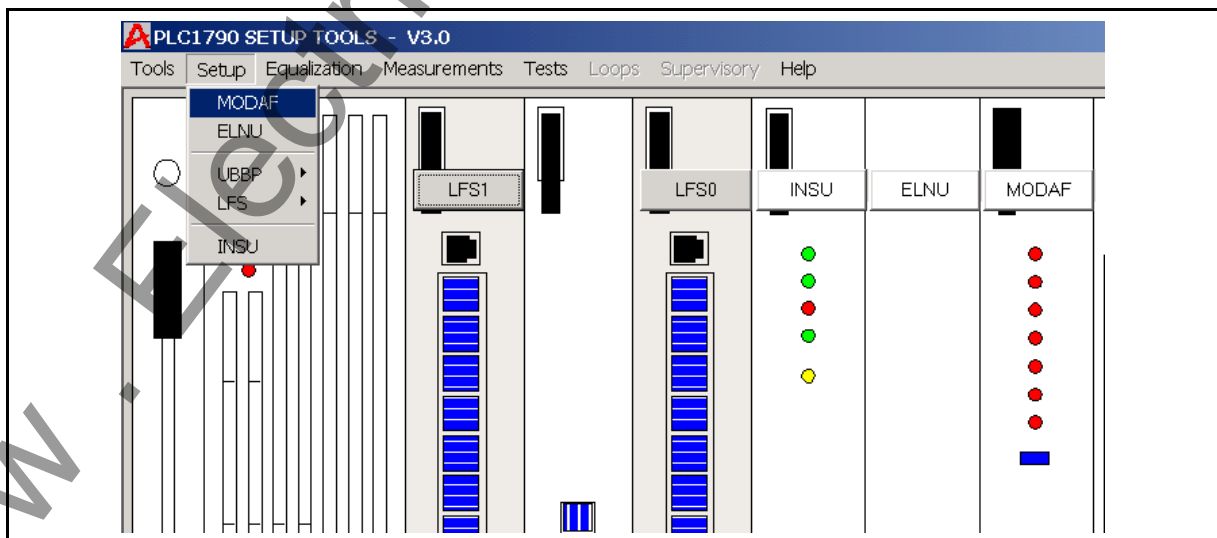 PLC1790 SETUP TOOLS - V3.0
Tools Setup Equalization Measurements Tests Loops Supervisory Help
MODAF
ELNU
UBBP
LFS
INSU
LFS1 LFS0 INSU ELNU MODAF
w . Electri